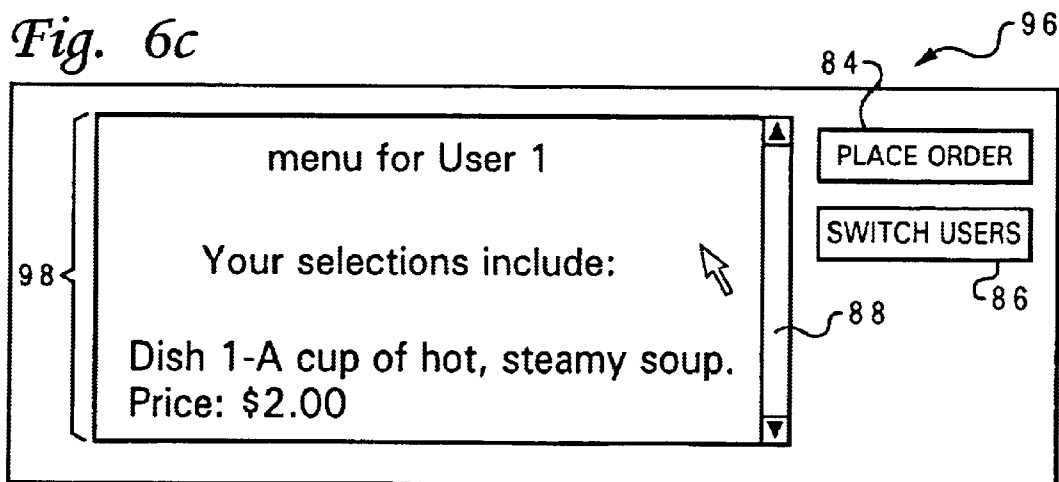 Fig. 6c
96
84
menu for User 1
PLACE ORDER
SWITCH USERS
98
Your selections include:
86
88
Dish 1-A cup of hot, steamy soup.
Price: $2.00